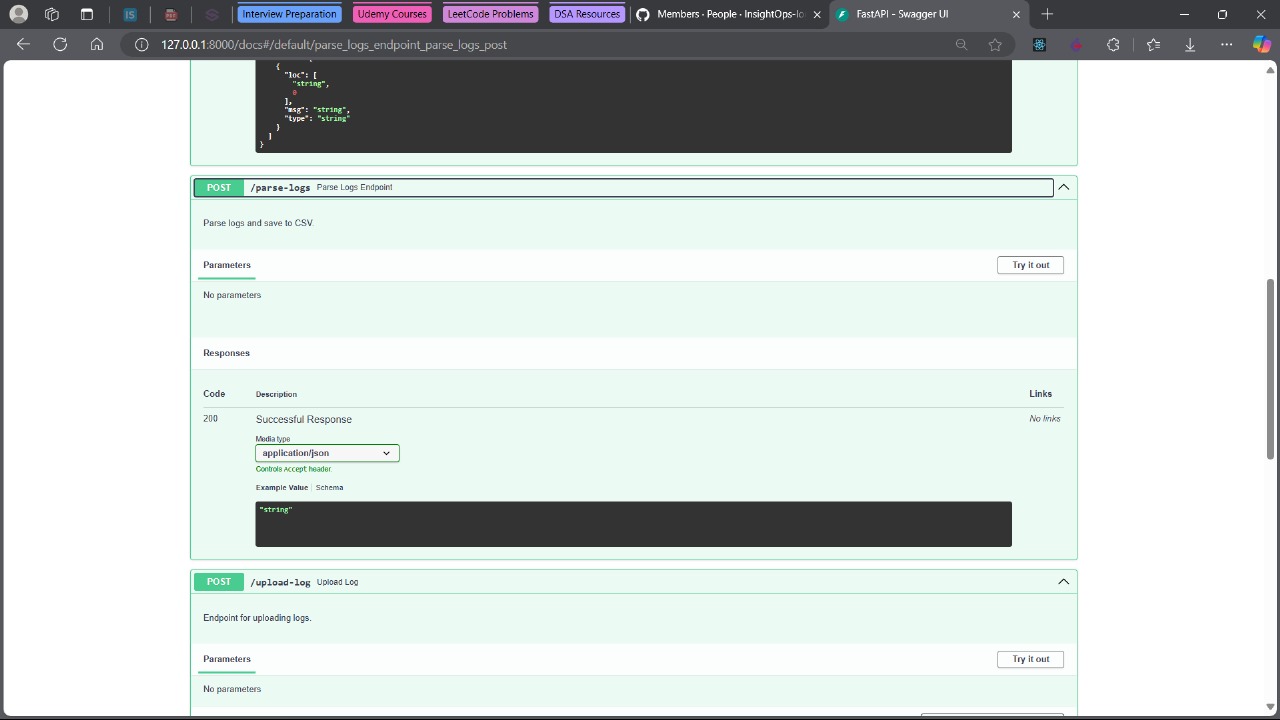 Interview Preparation
Udemy Courses
LeetCode Problems
DSA Resources
Members · People · InsightOps-lo
FastAPI - Swagger UI
127.0.0.1:8000/docs#/default/parse_logs_endpoint_parse_logs_post
{
"loc": [
"string",
0
],
"msg": "string",
"type": "string"
}
]
}
POST /parse-logs Parse Logs Endpoint
Parse logs and save to CSV.
Parameters
Try it out
No parameters
Responses
Code Description Links
200 Successful Response No links
Media type
application/json
Controls Accept header.
Example Value Schema
"string"
POST /upload-log Upload Log
Endpoint for uploading logs.
Parameters
Try it out
No parameters